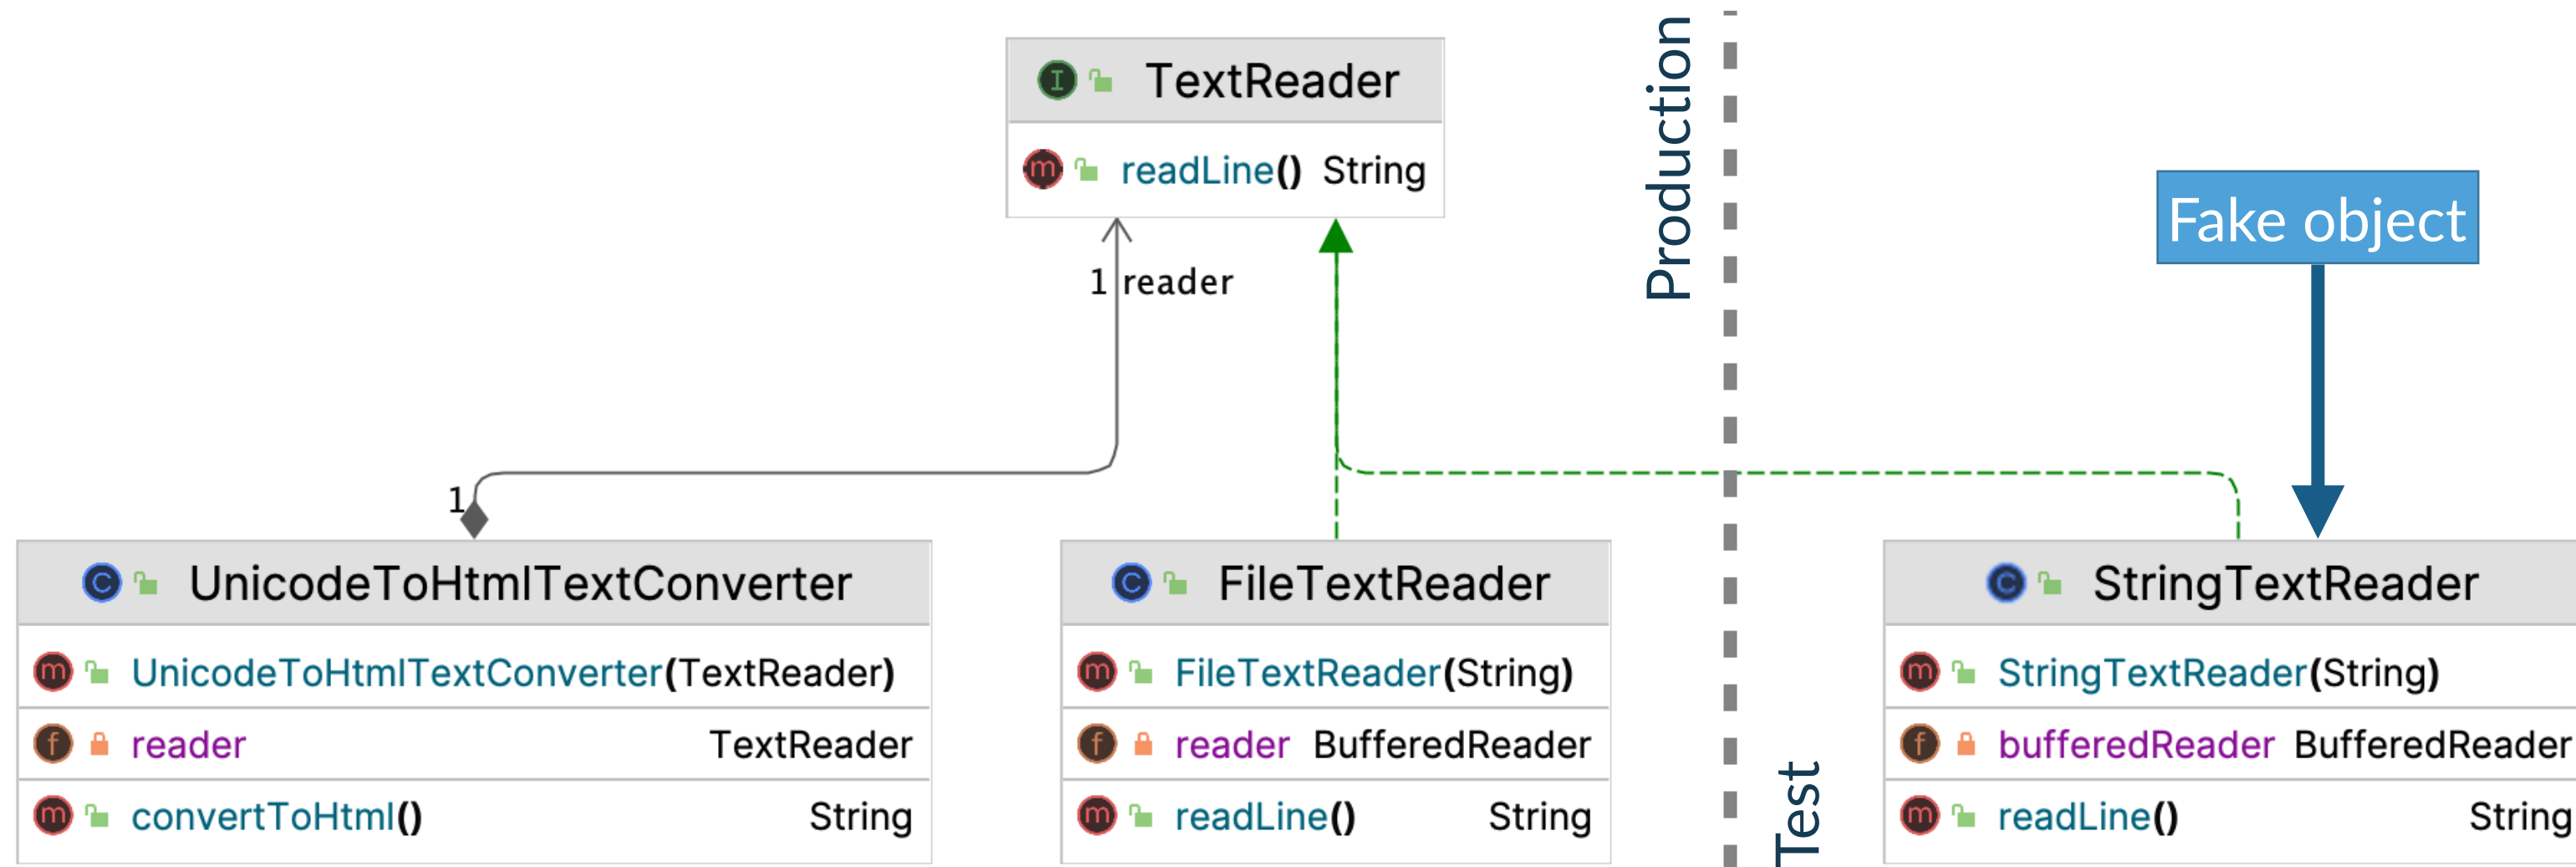 TextReader
readLine() String
1 reader
1
Production
Test
Fake object
UnicodeToHtmlTextConverter
UnicodeToHtmlTextConverter(TextReader)
reader TextReader
convertToHtml() String
FileTextReader
FileTextReader(String)
reader BufferedReader
readLine() String
StringTextReader
StringTextReader(String)
bufferedReader BufferedReader
readLine() String